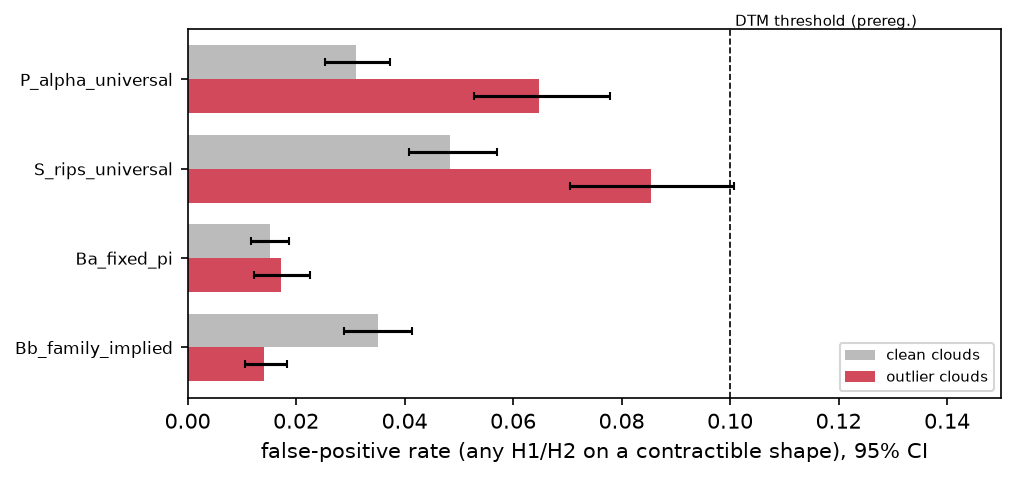 DTM threshold (prereg.)
P_alpha_universal
S_rips_universal
Ba_fixed_pi
Bb_family_implied
clean clouds
outlier clouds
0.00 0.02 0.04 0.06 0.08 0.10 0.12 0.14
false-positive rate (any H1/H2 on a contractible shape), 95% CI